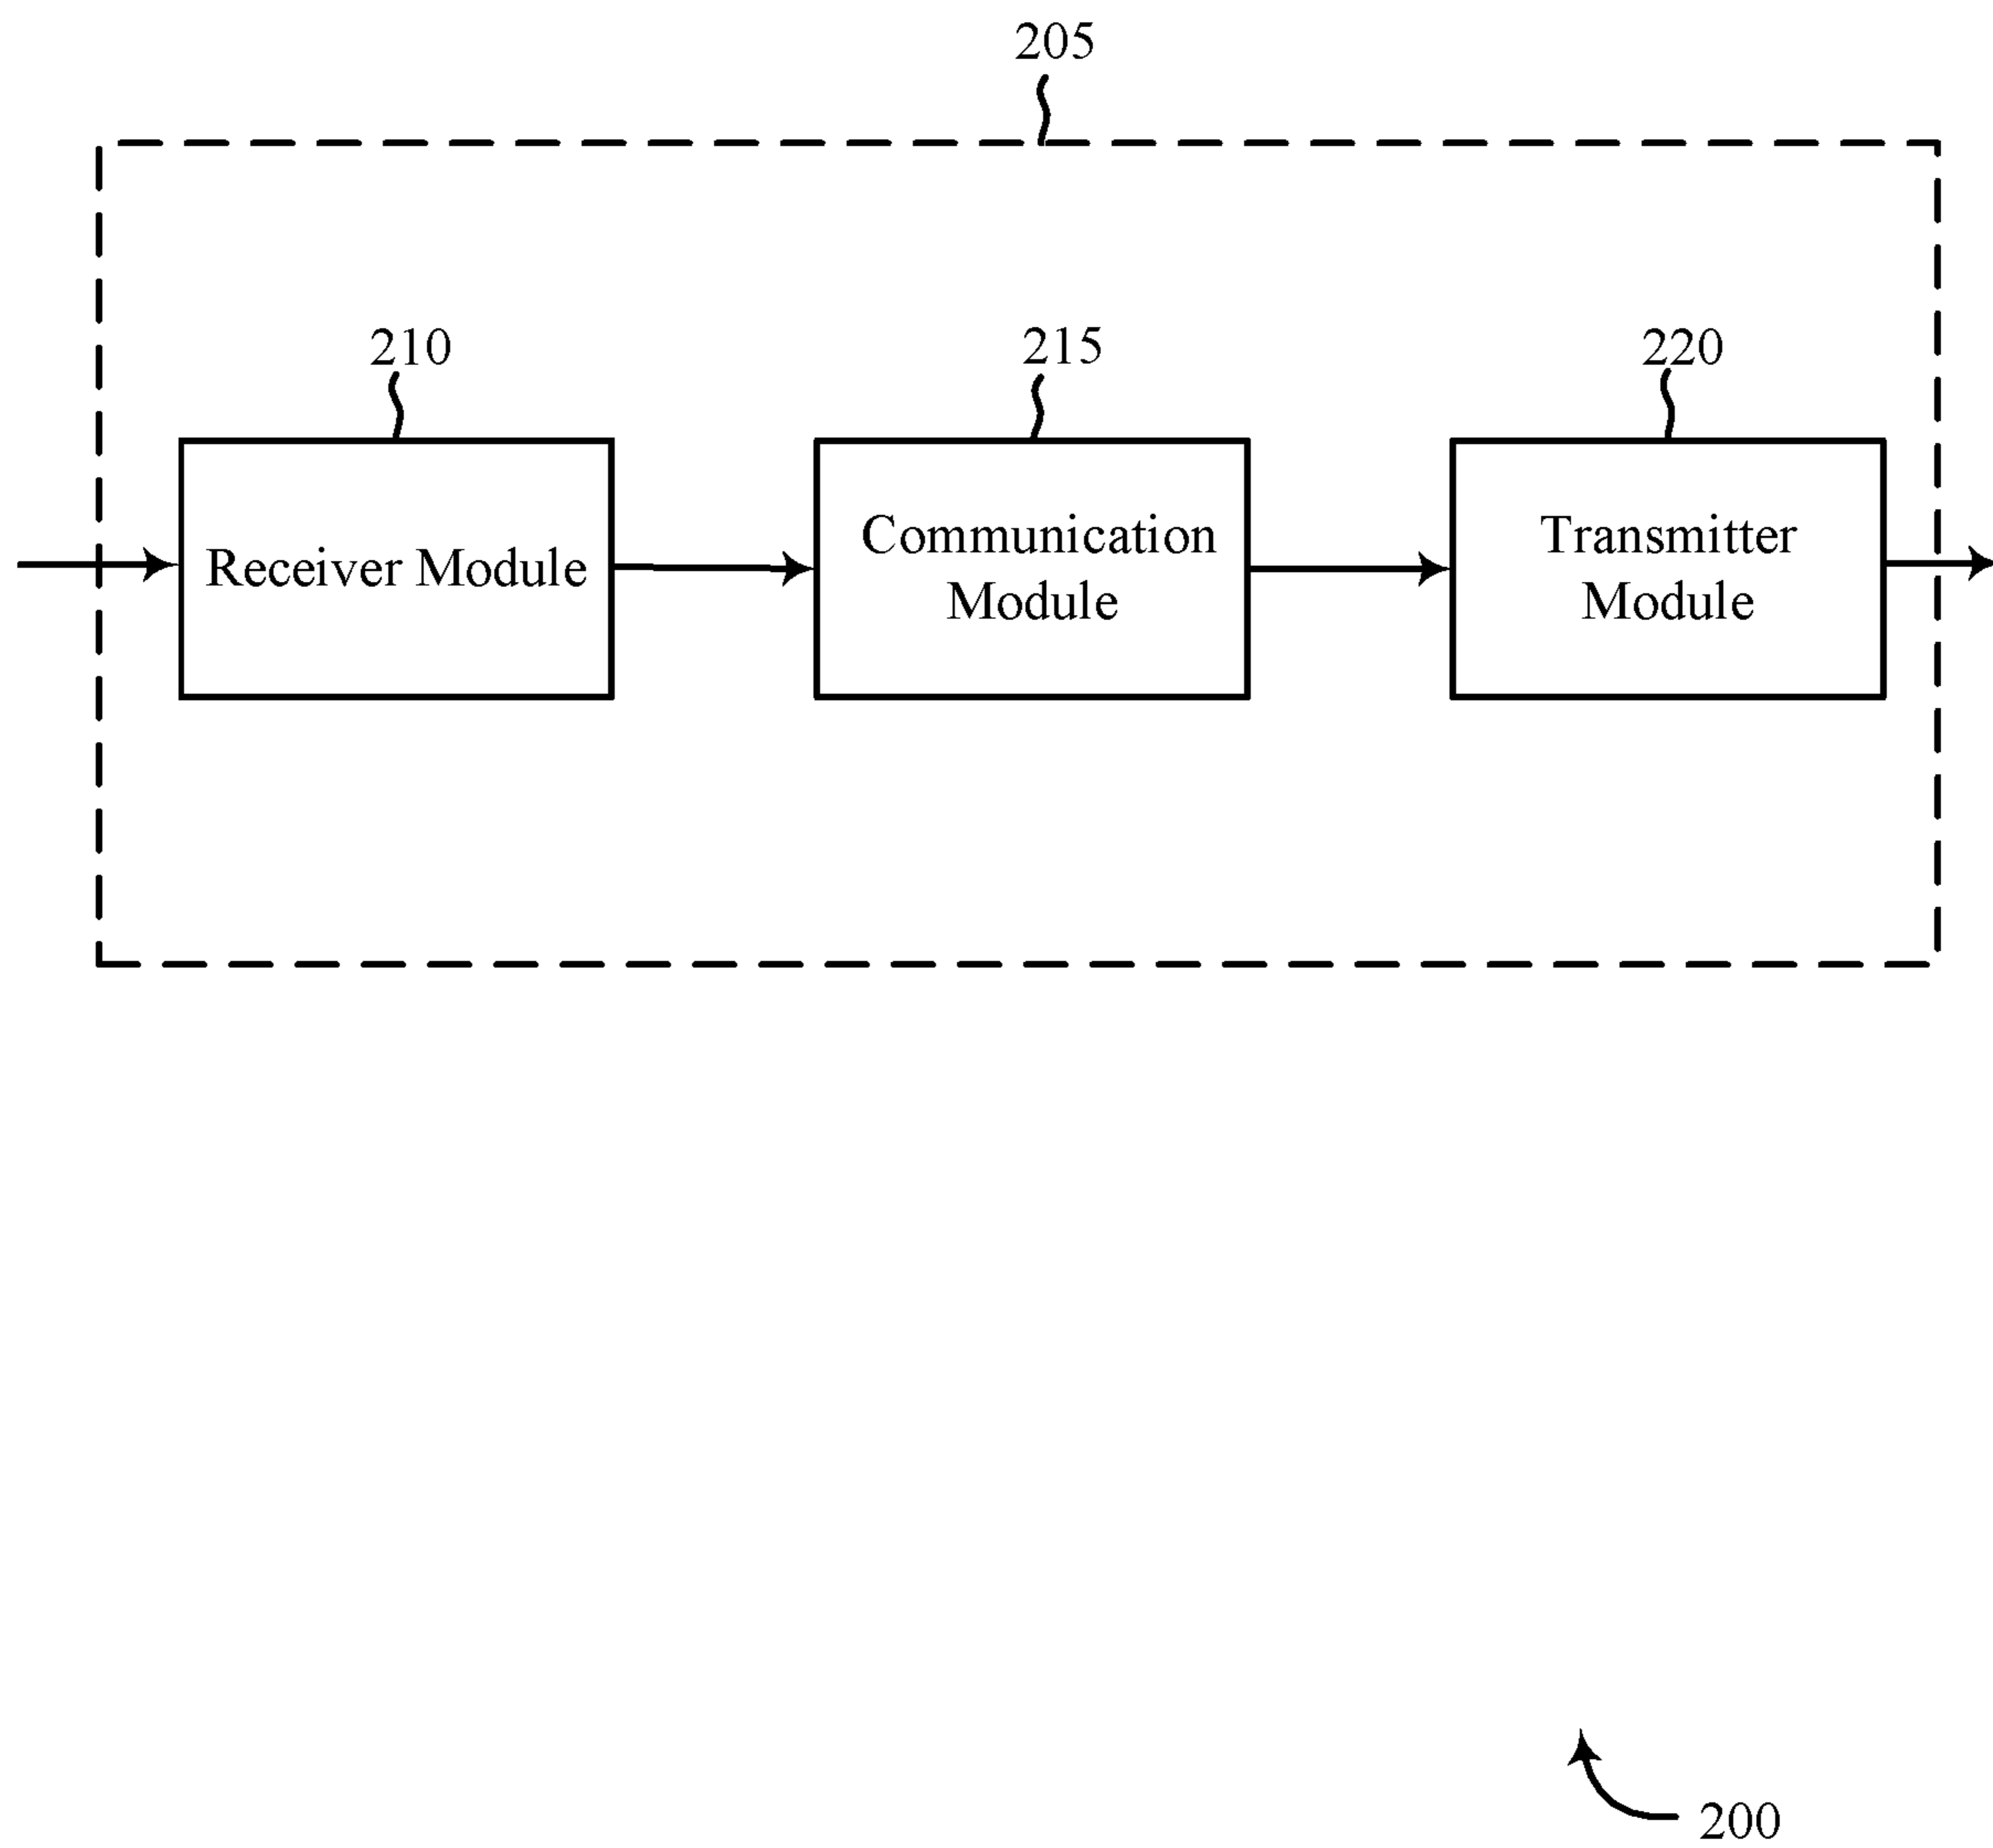 205
210
215
220
Receiver Module
Communication
Module
Transmitter
Module
200